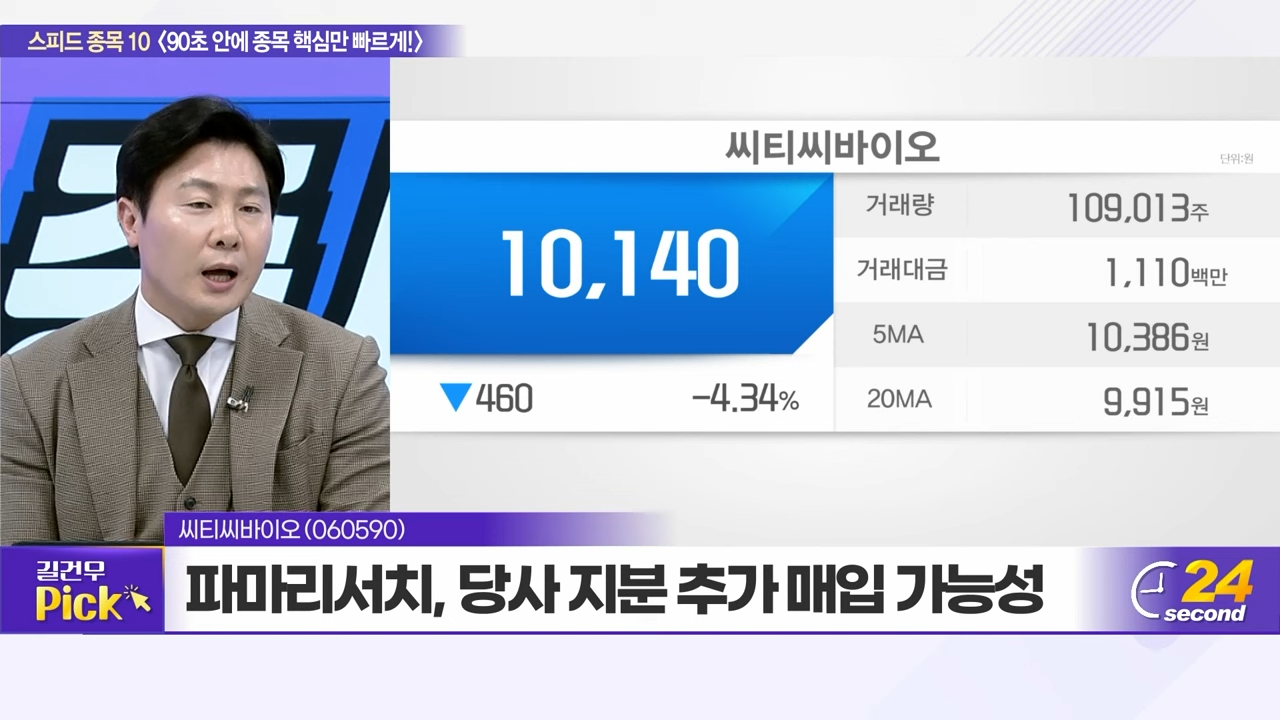 스피드 종목 10 〈90초 안에 종목 핵심만 빠르게!〉
씨티씨바이오
단위:원
10,140
▼460 -4.34%
거래량 109,013주
거래대금 1,110백만
5MA 10,386원
20MA 9,915원
씨티씨바이오(060590)
길건무
Pick
파마리서치, 당사 지분 추가 매입 가능성
24
second